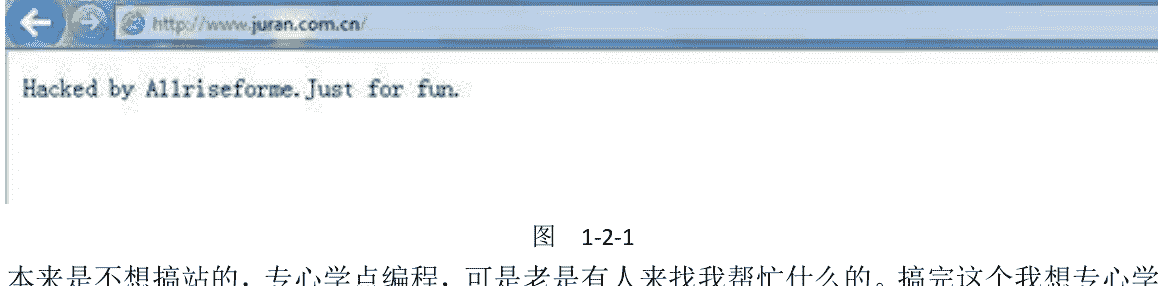 http://www.juran.com.cn/
Hacked by Allriseforme.Just for fun.
图 1-2-1
本来是不想搞站的，专心学点编程，可是老是有人来找我帮忙什么的。搞完这个我想专心学